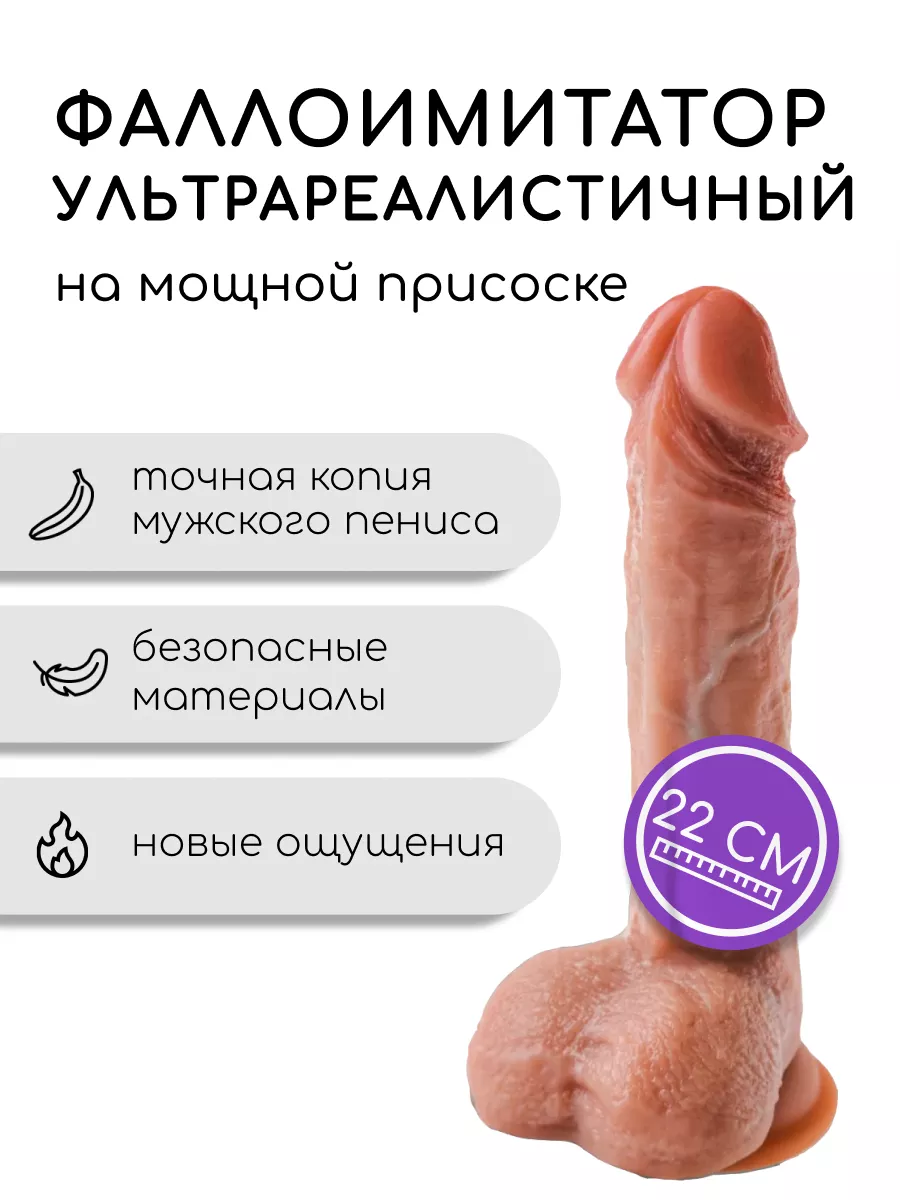 ФАЛЛОИМИТАТОР
УЛЬТРАРЕАЛИСТИЧНЫЙ
на мощной присоске
точная копия
мужского пениса
безопасные
материалы
новые ощущения
22 СМ